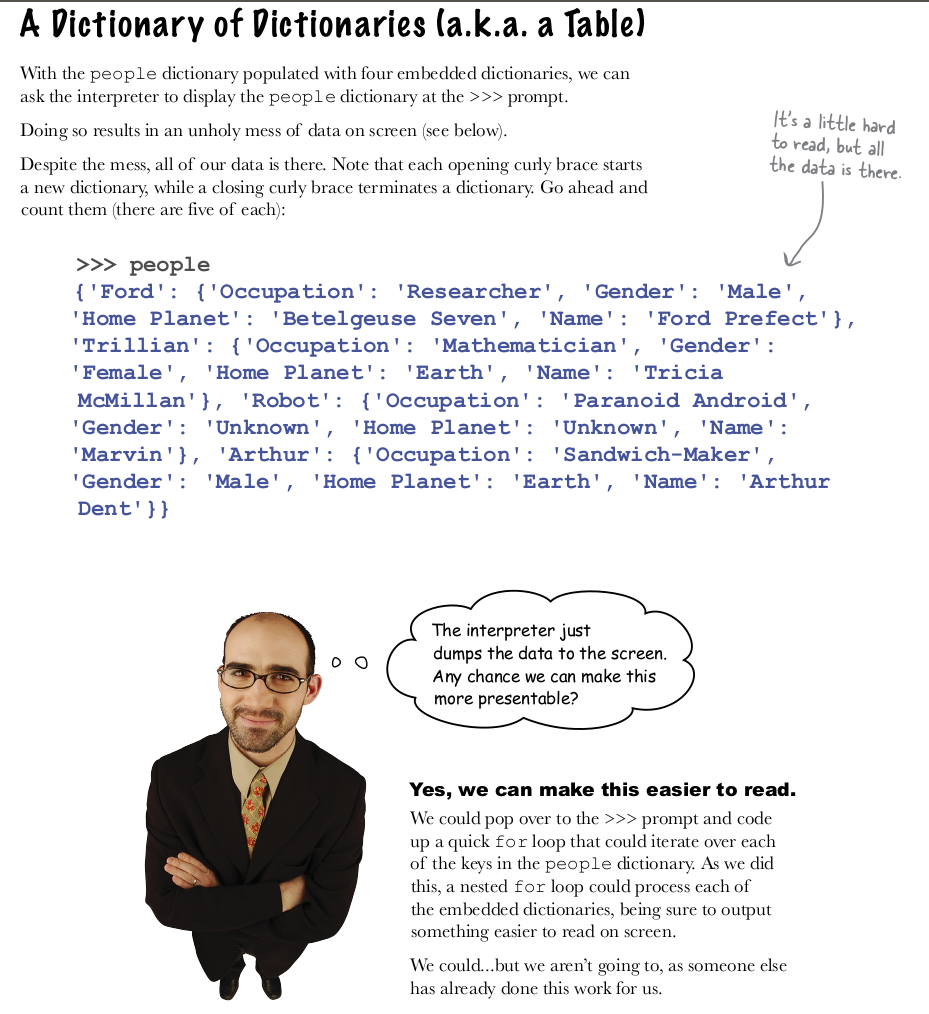 A Dictionary of Dictionaries (a.k.a. a Table)
With the people dictionary populated with four embedded dictionaries, we can
ask the interpreter to display the people dictionary at the >>> prompt.
Doing so results in an unholy mess of data on screen (see below).
Despite the mess, all of our data is there. Note that each opening curly brace starts
a new dictionary, while a closing curly brace terminates a dictionary. Go ahead and
count them (there are five of each):
It's a little hard
to read, but all
the data is there.
>>> people
{'Ford': {'Occupation': 'Researcher', 'Gender': 'Male',
'Home Planet': 'Betelgeuse Seven', 'Name': 'Ford Prefect'},
'Trillian': {'Occupation': 'Mathematician', 'Gender':
'Female', 'Home Planet': 'Earth', 'Name': 'Tricia
McMillan'}, 'Robot': {'Occupation': 'Paranoid Android',
'Gender': 'Unknown', 'Home Planet': 'Unknown', 'Name':
'Marvin'}, 'Arthur': {'Occupation': 'Sandwich-Maker',
'Gender': 'Male', 'Home Planet': 'Earth', 'Name': 'Arthur
Dent'}}
The interpreter just
dumps the data to the screen.
Any chance we can make this
more presentable?
Yes, we can make this easier to read.
We could pop over to the >>> prompt and code
up a quick for loop that could iterate over each
of the keys in the people dictionary. As we did
this, a nested for loop could process each of
the embedded dictionaries, being sure to output
something easier to read on screen.
We could...but we aren't going to, as someone else
has already done this work for us.